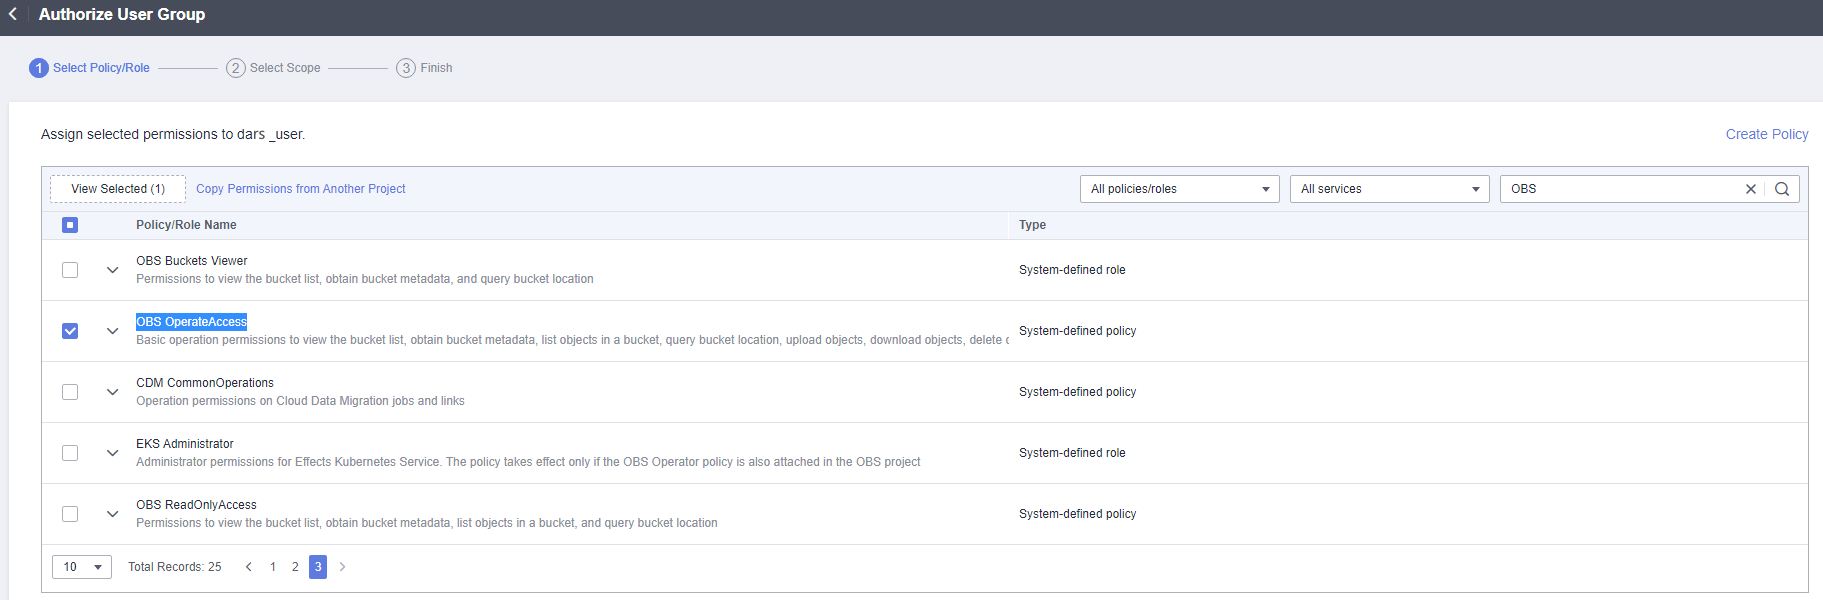 Authorize User Group
1 Select Policy/Role 2 Select Scope 3 Finish
Assign selected permissions to dars _user. Create Policy
View Selected (1) Copy Permissions from Another Project All policies/roles All services OBS
Policy/Role Name Type
OBS Buckets Viewer
Permissions to view the bucket list, obtain bucket metadata, and query bucket location
System-defined role
OBS OperateAccess
Basic operation permissions to view the bucket list, obtain bucket metadata, list objects in a bucket, query bucket location, upload objects, download objects, delete
System-defined policy
CDM CommonOperations
Operation permissions on Cloud Data Migration jobs and links
System-defined policy
EKS Administrator
Administrator permissions for Effects Kubernetes Service. The policy takes effect only if the OBS Operator policy is also attached in the OBS project
System-defined role
OBS ReadOnlyAccess
Permissions to view the bucket list, obtain bucket metadata, list objects in a bucket, and query bucket location
System-defined policy
10 Total Records: 25 1 2 3